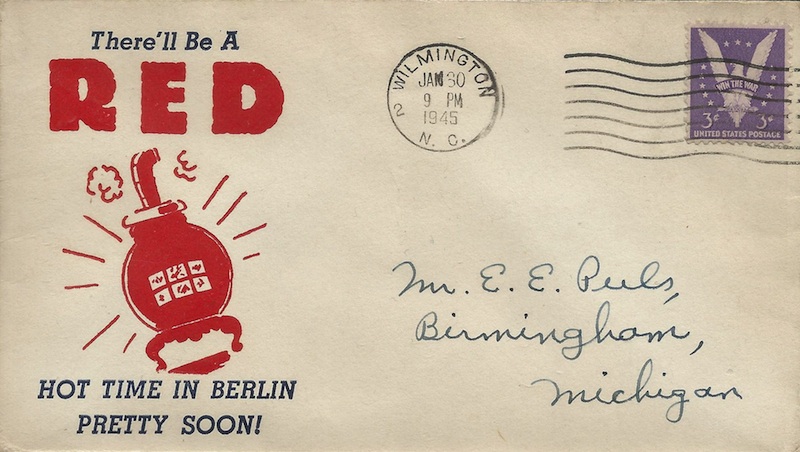 There'll Be A
RED
HOT TIME IN BERLIN
PRETTY SOON!
WILMINGTON
JAN 30
9 PM
1945
2
N. C.
WIN THE WAR
3¢ 3¢
UNITED STATES POSTAGE
Mr. E. E. Puls,
Birmingham,
Michigan